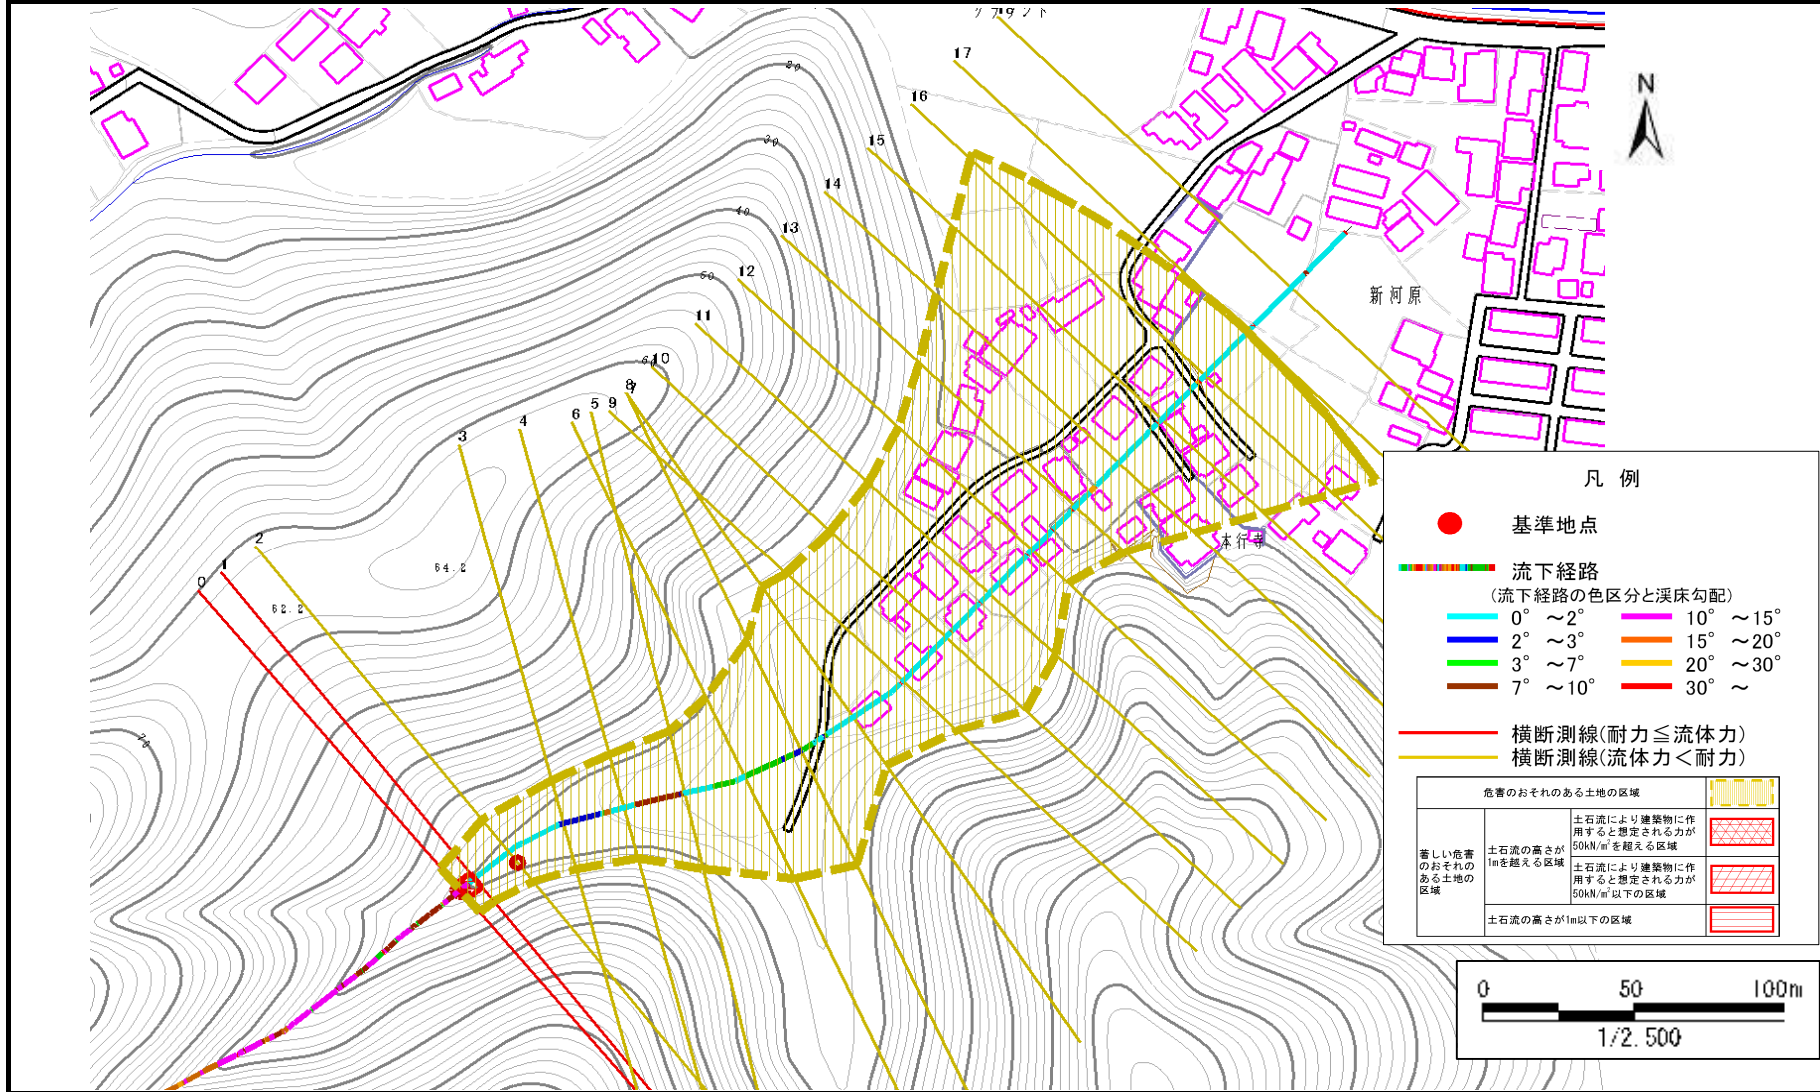 グラウンド
17
16
15
14
13
12
11
10
8
7
5
9
6
4
3
2
1
0
20
30
40
50
60
70
64.2
62.2
新河原
本行寺
N
凡 例
基準地点
流下経路
(流下経路の色区分と渓床勾配)
0° ～2° 10° ～15°
2° ～3° 15° ～20°
3° ～7° 20° ～30°
7° ～10° 30° ～
横断測線(耐力≦流体力)
横断測線(流体力＜耐力)
危害のおそれのある土地の区域
著しい危害
のおそれの
ある土地の
区域
土石流の高さが
1mを越える区域
土石流により建築物に作
用すると想定される力が
50kN/㎡を超える区域
土石流により建築物に作
用すると想定される力が
50kN/㎡以下の区域
土石流の高さが1m以下の区域
0 50 100m
1/2.500